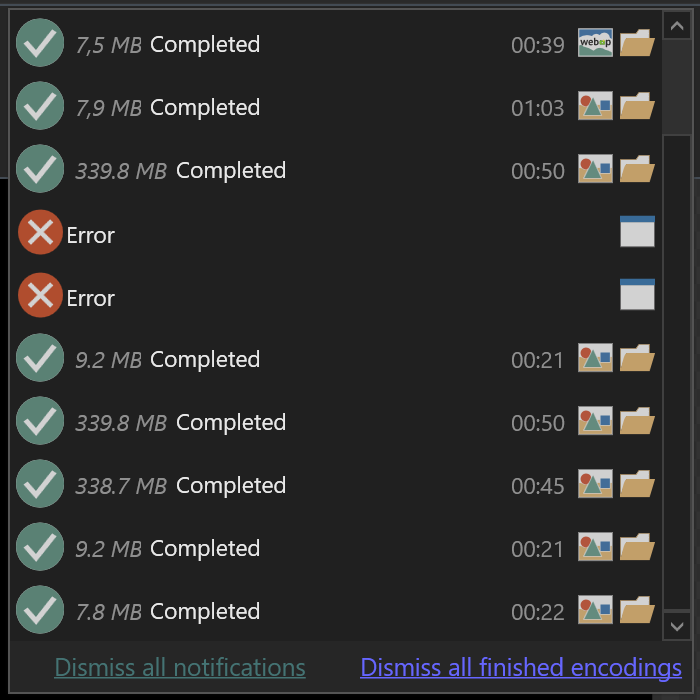 7,5 MB Completed 00:39 webp
7,9 MB Completed 01:03
339.8 MB Completed 00:50
Error
Error
9.2 MB Completed 00:21
339.8 MB Completed 00:50
338.7 MB Completed 00:45
9.2 MB Completed 00:21
7.8 MB Completed 00:22
Dismiss all notifications Dismiss all finished encodings